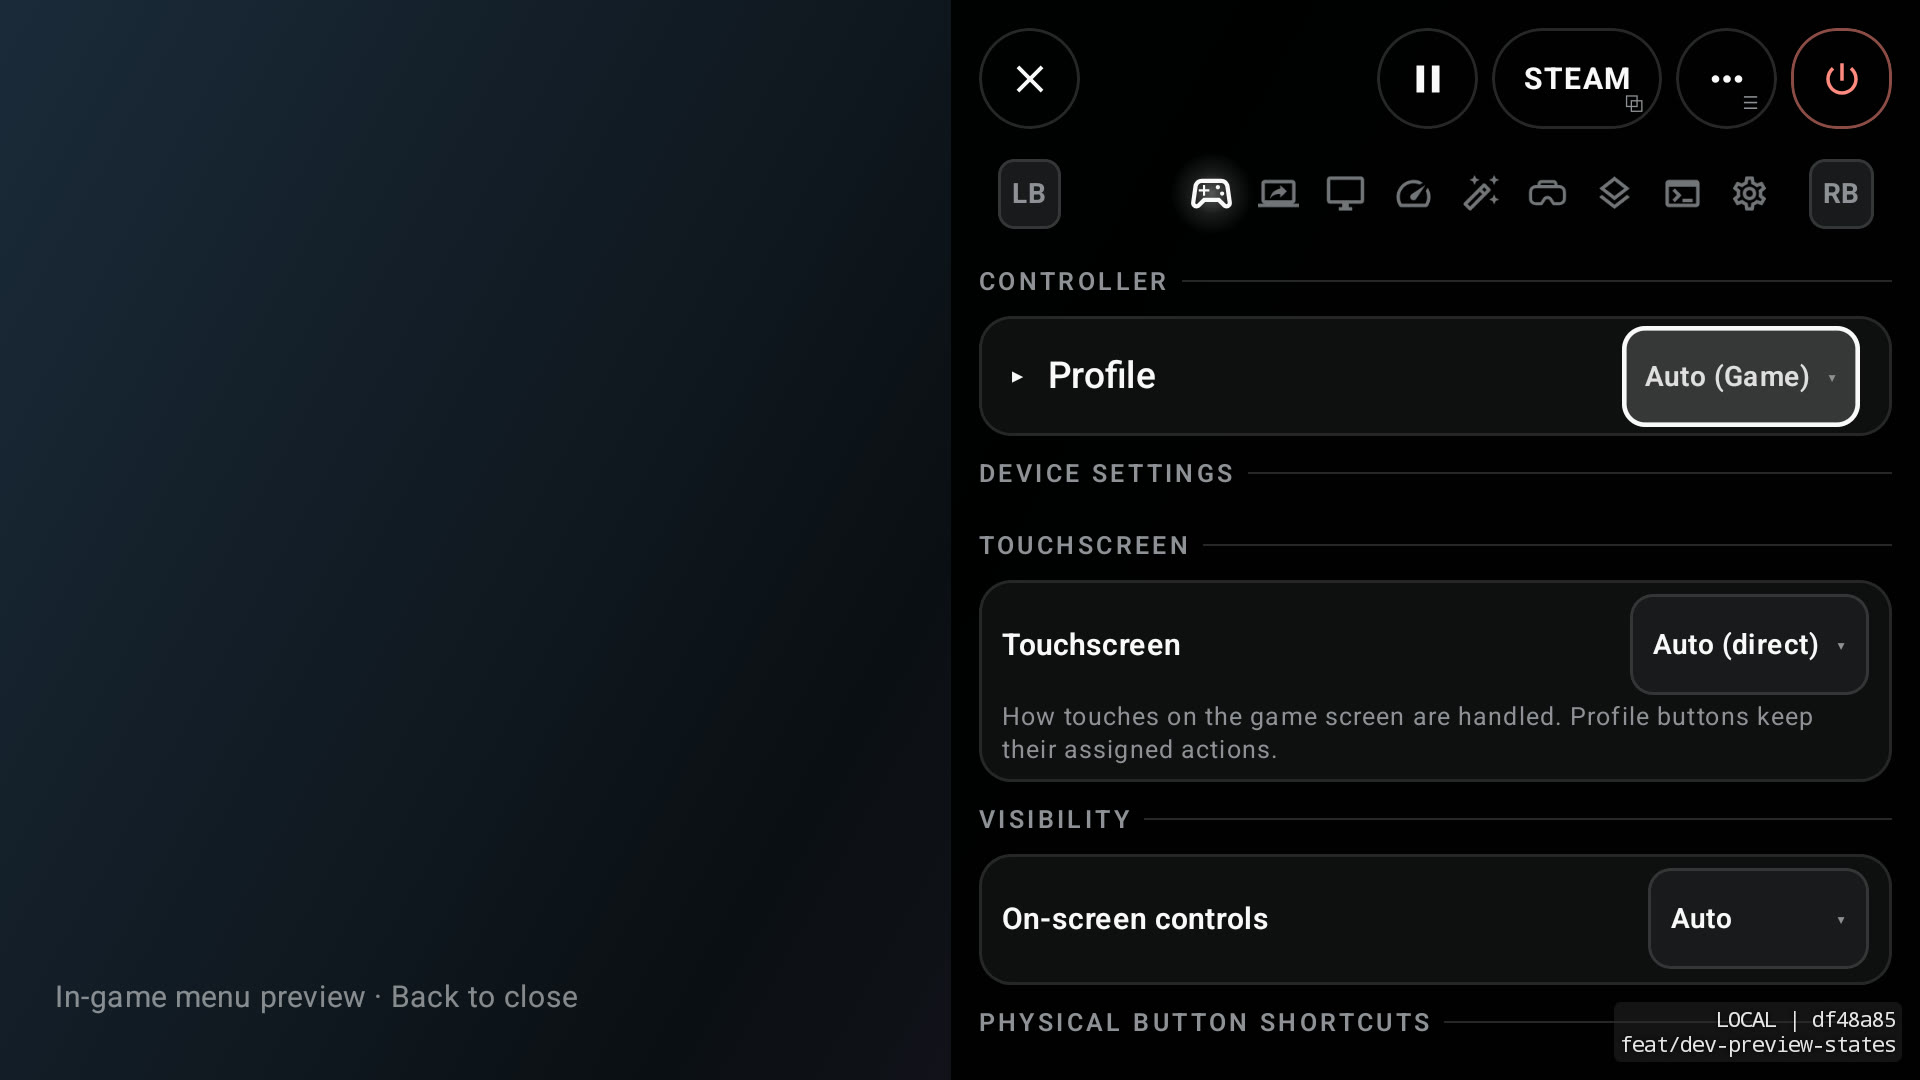 STEAM
LB
RB
CONTROLLER
Profile
Auto (Game)
DEVICE SETTINGS
TOUCHSCREEN
Touchscreen
Auto (direct)
How touches on the game screen are handled. Profile buttons keep
their assigned actions.
VISIBILITY
On-screen controls
Auto
In-game menu preview · Back to close
PHYSICAL BUTTON SHORTCUTS
LOCAL | df48a85
feat/dev-preview-states